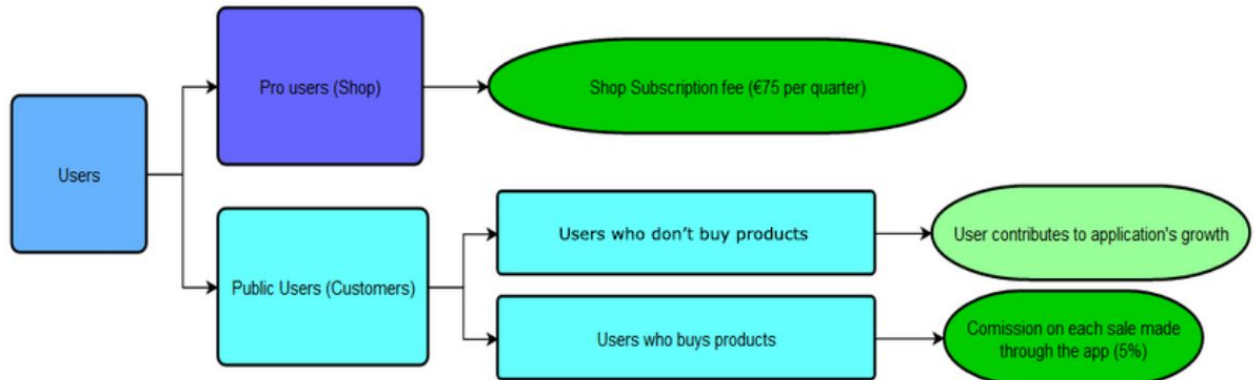 Pro users (Shop)
Shop Subscription fee (€75 per quarter)
Users
Users who don’t buy products
User contributes to application's growth
Public Users (Customers)
Users who buys products
Comission on each sale made
through the app (5%)